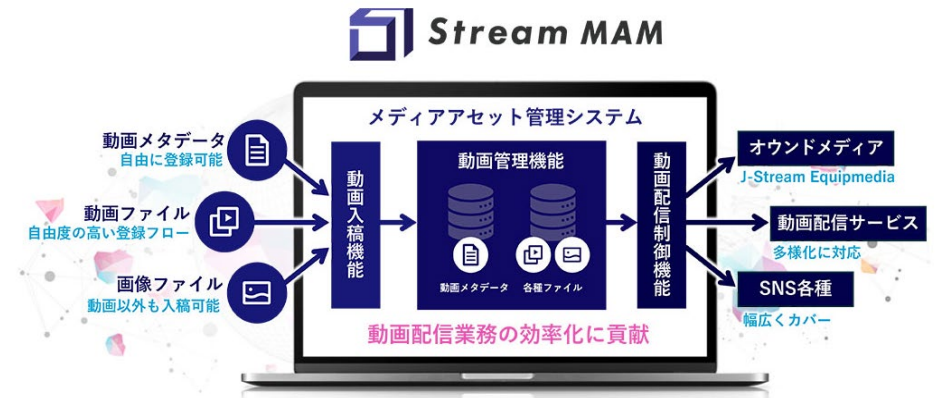 Stream MAM
メディアアセット管理システム
動画メタデータ
自由に登録可能
動画ファイル
自由度の高い登録フロー
画像ファイル
動画以外も入稿可能
動画入稿機能
動画管理機能
動画メタデータ
各種ファイル
動画配信制御機能
オウンドメディア
J-Stream Equipmedia
動画配信サービス
多様化に対応
SNS各種
幅広くカバー
動画配信業務の効率化に貢献